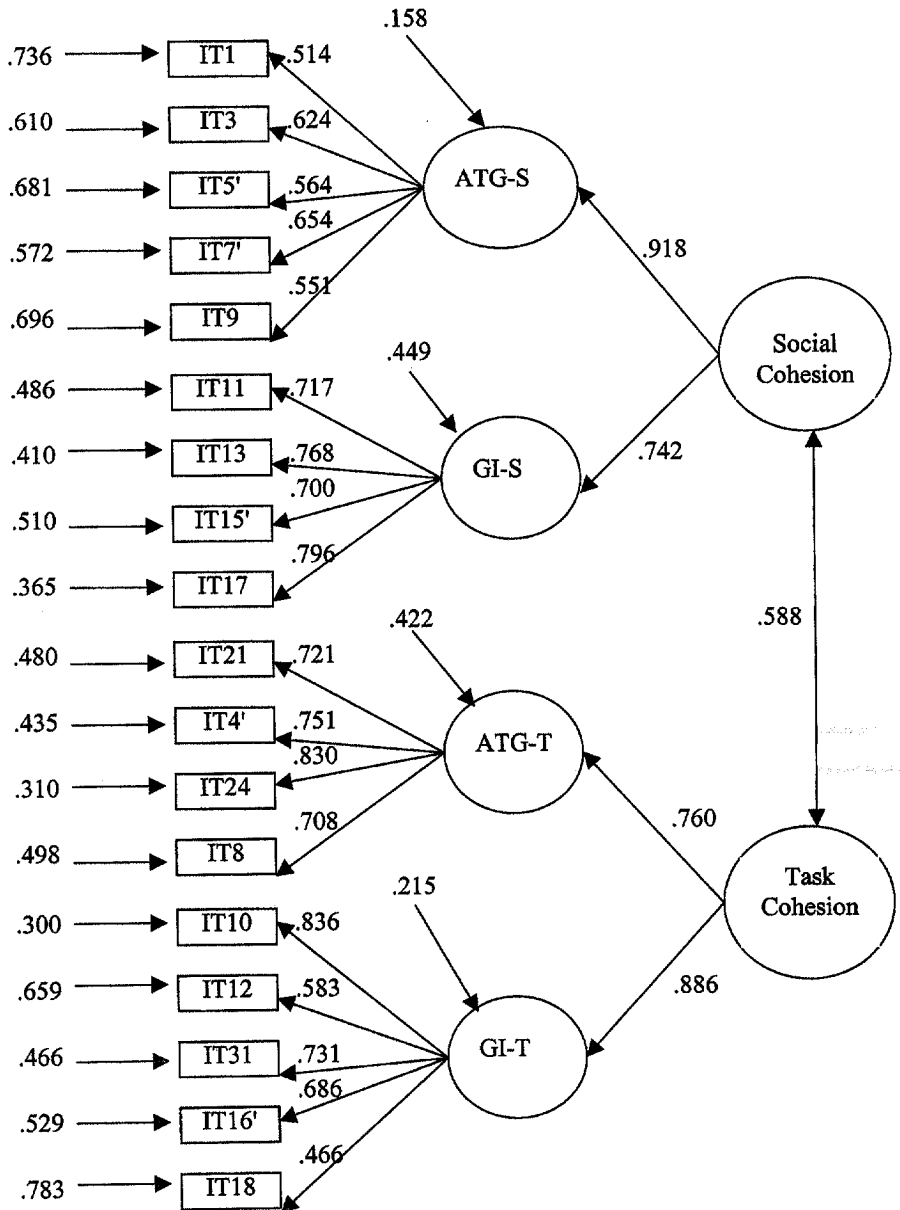 .158
.736 IT1 .514
.610 IT3 .624
ATG-S
.681 IT5' .564
.572 IT7' .654
.918
.696 IT9 .551
Social
Cohesion
.449
.486 IT11 .717
.410 IT13 .768
GI-S
.742
.510 IT15' .700
.365 IT17 .796
.588
.422
.480 IT21 .721
.435 IT4' .751
ATG-T
.310 IT24 .830
.760
.498 IT8 .708
Task
Cohesion
.215
.300 IT10 .836
.886
.659 IT12 .583
GI-T
.466 IT31 .731
.529 IT16' .686
.783 IT18 .466